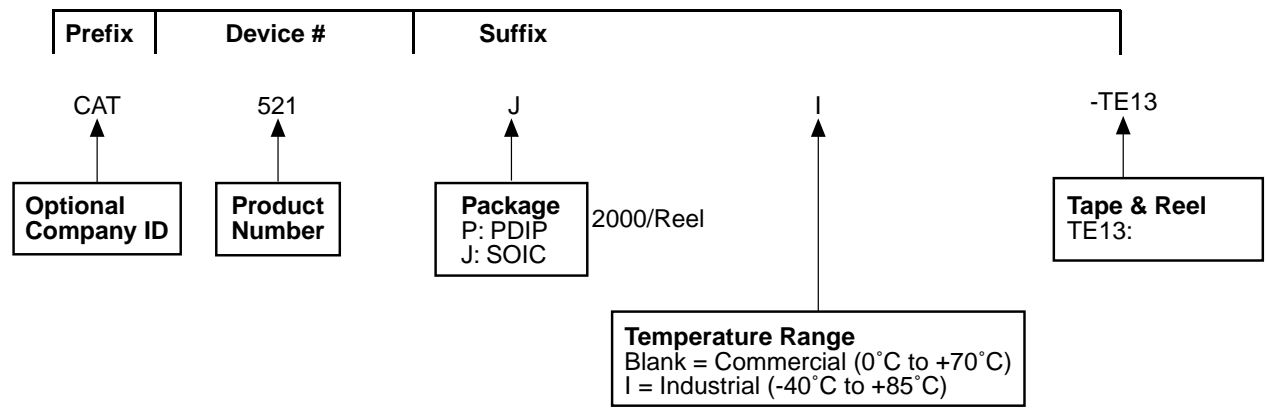 Prefix Device # Suffix
CAT 521 J I -TE13
Optional
Company ID
Product
Number
Package
P: PDIP
J: SOIC
2000/Reel
Tape & Reel
TE13:
Temperature Range
Blank = Commercial (0˚C to +70˚C)
I = Industrial (-40˚C to +85˚C)